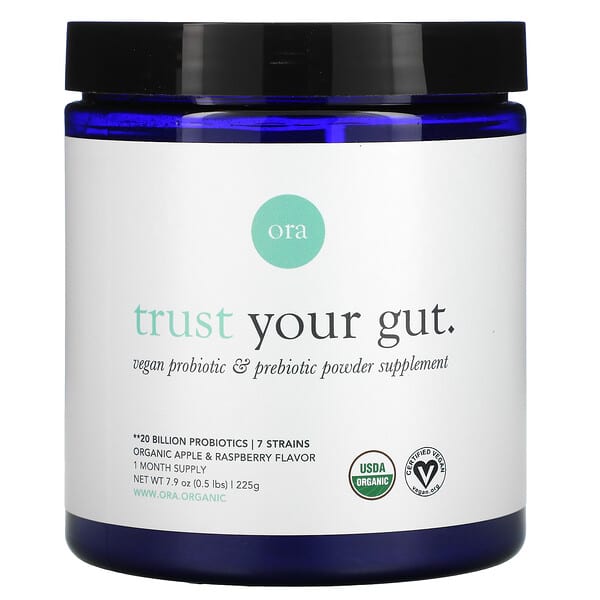 ora
trust your gut.
vegan probiotic & prebiotic powder supplement
**20 BILLION PROBIOTICS | 7 STRAINS
ORGANIC APPLE & RASPBERRY FLAVOR
1 MONTH SUPPLY
NET WT 7.9 oz (0.5 lbs) | 225g
WWW.ORA.ORGANIC
USDA
ORGANIC
CERTIFIED VEGAN
vegan.org